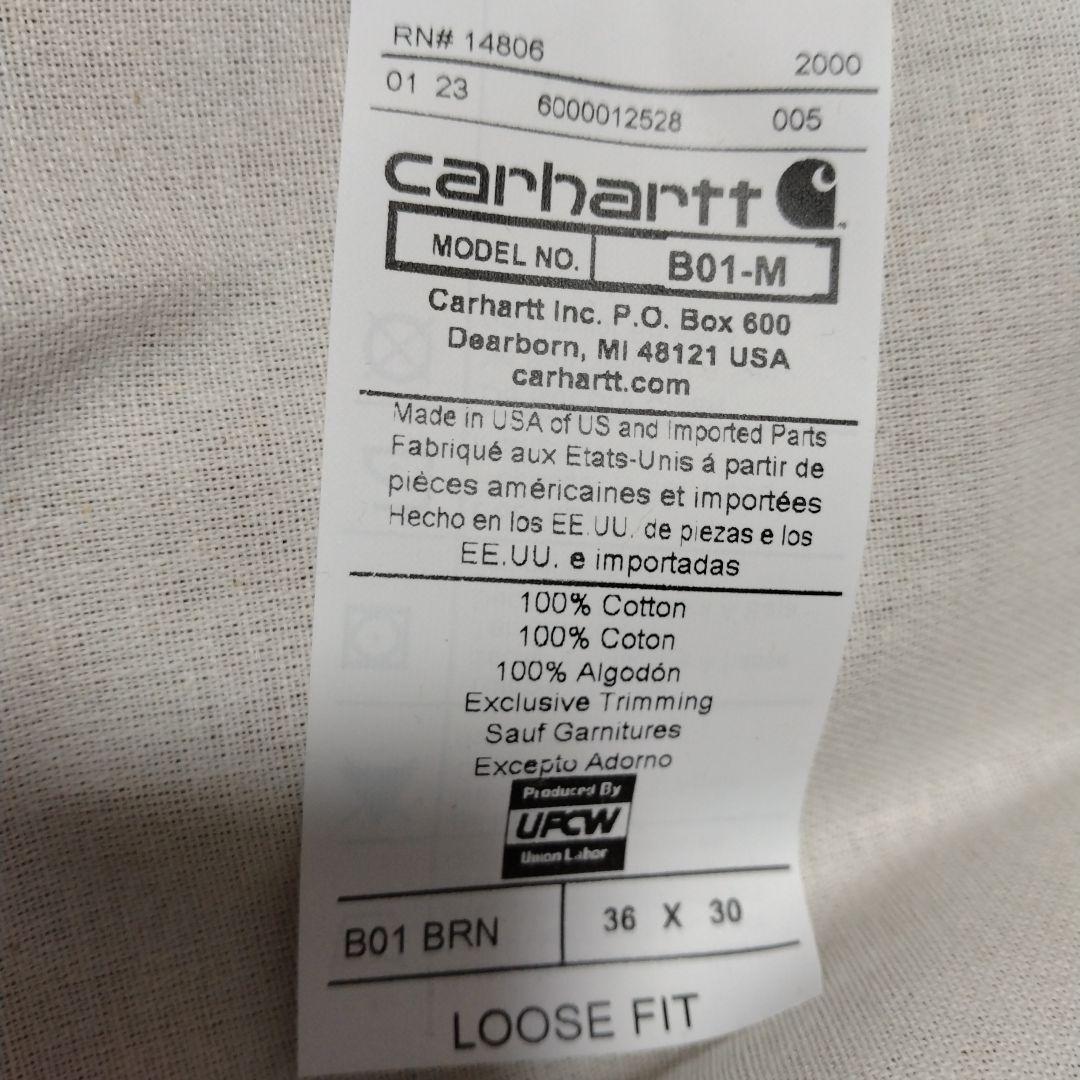 RN# 14806 2000
01 23 6000012528 005
carhartt
MODEL NO. B01-M
Carhartt Inc. P.O. Box 600
Dearborn, MI 48121 USA
carhartt.com
Made in USA of US and Imported Parts
Fabriqué aux Etats-Unis á partir de
pièces américaines et importées
Hecho en los EE.UU. de piezas e los
EE.UU. e importadas
100% Cotton
100% Coton
100% Algodón
Exclusive Trimming
Sauf Garnitures
Excepto Adorno
Produced By
UFCW
Union Labor
B01 BRN 36 X 30
LOOSE FIT